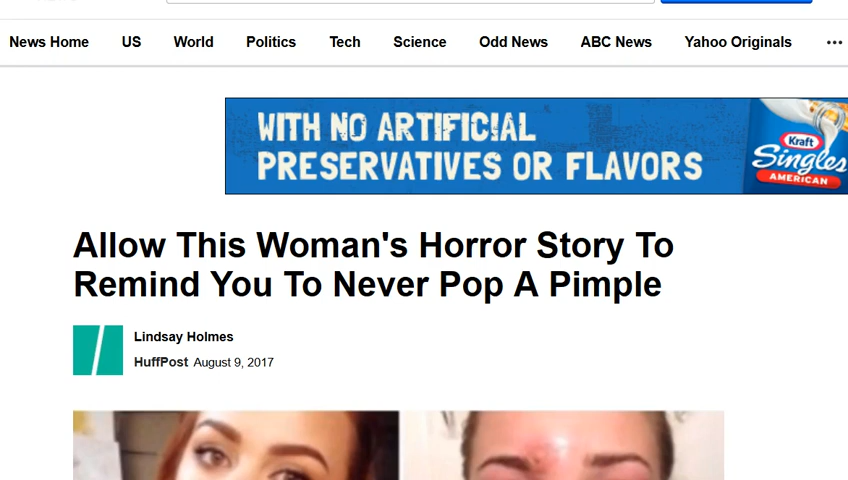 News Home US World Politics Tech Science Odd News ABC News Yahoo Originals ...
WITH NO ARTIFICIAL
PRESERVATIVES OR FLAVORS
Kraft
Singles
AMERICAN
Allow This Woman's Horror Story To
Remind You To Never Pop A Pimple
Lindsay Holmes
HuffPost August 9, 2017